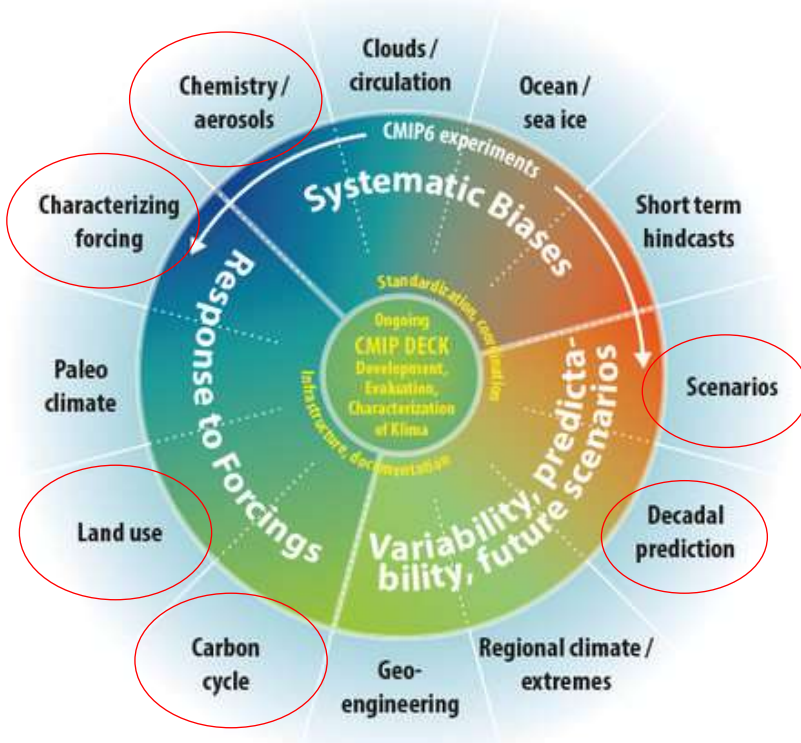 Clouds /
circulation
Ocean /
sea ice
Short term
hindcasts
Scenarios
Decadal
prediction
Regional climate /
extremes
Geo-
engineering
Carbon
cycle
Land use
Paleo
climate
Characterizing
forcing
Chemistry /
aerosols
CMIP6 experiments
Systematic Biases
Variability, predicta-
bility, future scenarios
Response to Forcings
Standardization, coordination
Infrastructure, documentation
Ongoing
CMIP DECK
Development,
Evaluation,
Characterization
of Klima